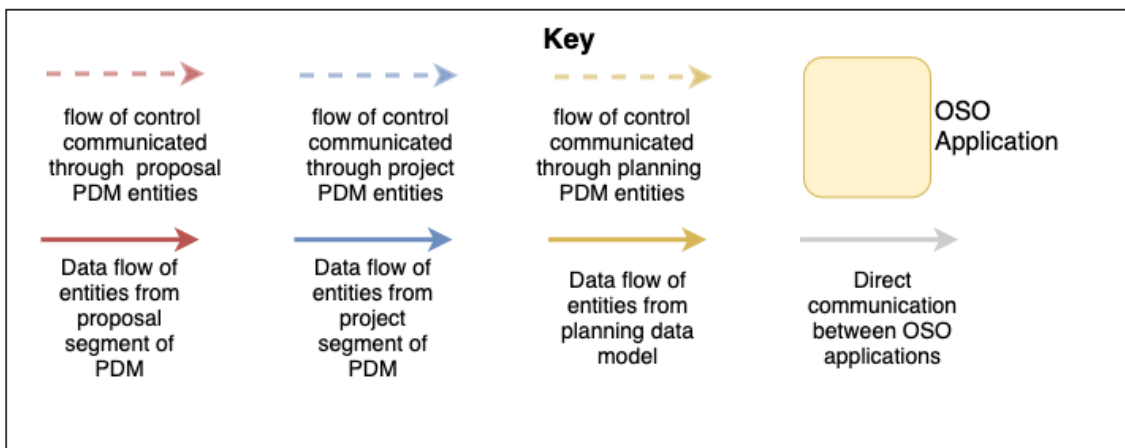 Key
flow of control
communicated
through proposal
PDM entities
flow of control
communicated
through project
PDM entities
flow of control
communicated
through planning
PDM entities
OSO
Application
Data flow of
entities from
proposal
segment of
PDM
Data flow of
entities from
project
segment of
PDM
Data flow of
entities from
planning data
model
Direct
communication
between OSO
applications